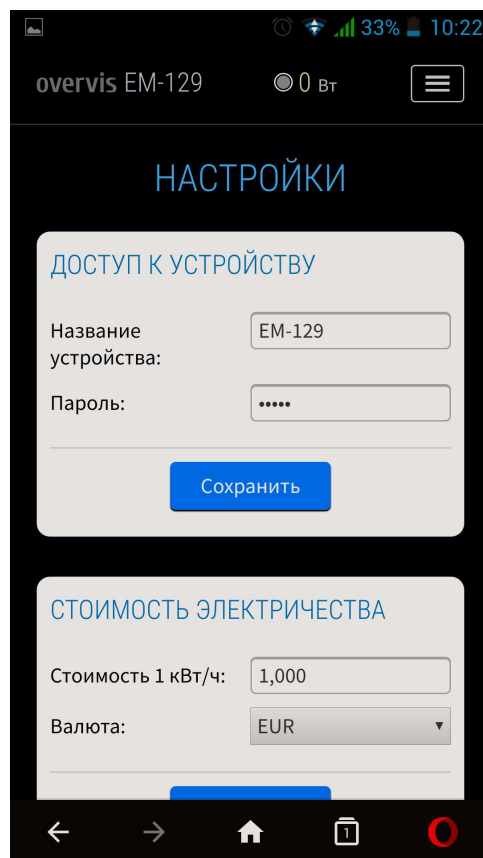 33% 10:22
overvis EM-129 0 Вт
НАСТРОЙКИ
ДОСТУП К УСТРОЙСТВУ
Название
устройства:
EM-129
Пароль:
•••••
Сохранить
СТОИМОСТЬ ЭЛЕКТРИЧЕСТВА
Стоимость 1 кВт/ч: 1,000
Валюта: EUR
1